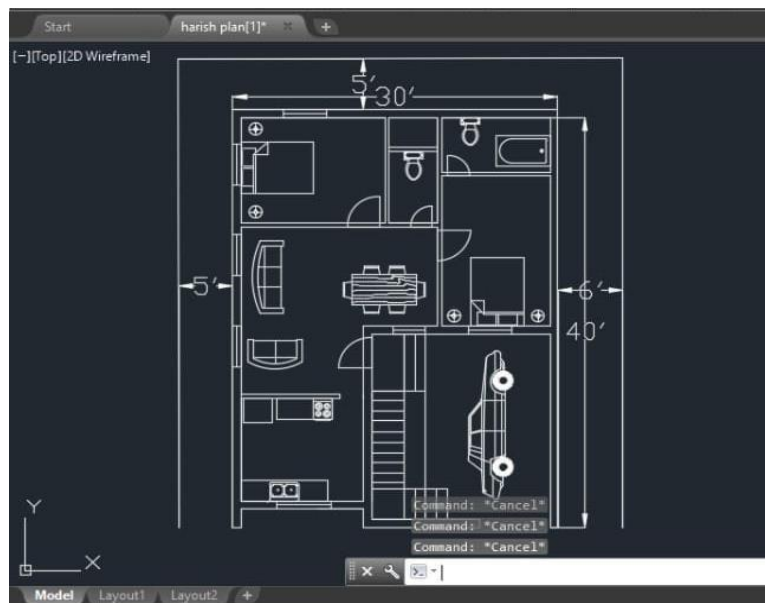 Start
harish plan[1]*
[−][Top][2D Wireframe]
5'
30'
5'
6'
40'
Command: *Cancel*
Command: *Cancel*
Command: *Cancel*
Y
X
Model
Layout1
Layout2